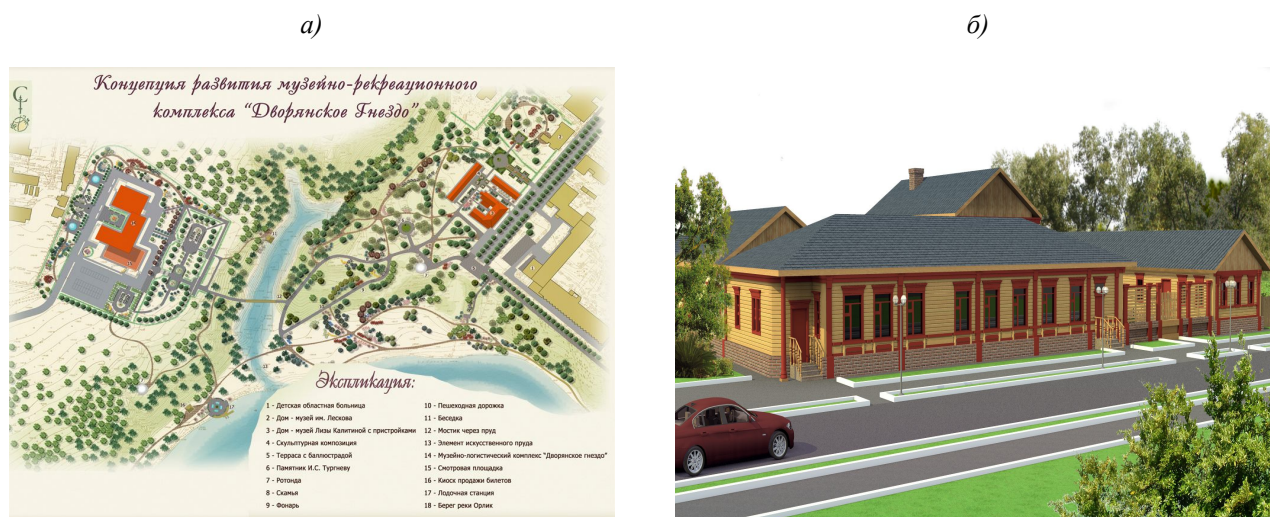 а)
б)
Концепция развития музейно-рекреационного
комплекса "Дворянское Гнездо"
Экспликация:
1 - Детская областная больница
2 - Дом - музей им. Лескова
3 - Дом - музей Лизы Калитиной с пристройками
4 - Скульптурная композиция
5 - Терраса с баллюстрадой
6 - Памятник И.С. Тургневу
7 - Ротонда
8 - Скамья
9 - Фонарь
10 - Пешеходная дорожка
11 - Беседка
12 - Мостик через пруд
13 - Элемент искусственного пруда
14 - Музейно-логистический комплекс "Дворянское гнездо"
15 - Смотровая площадка
16 - Киоск продажи билетов
17 - Лодочная станция
18 - Берег реки Орлик